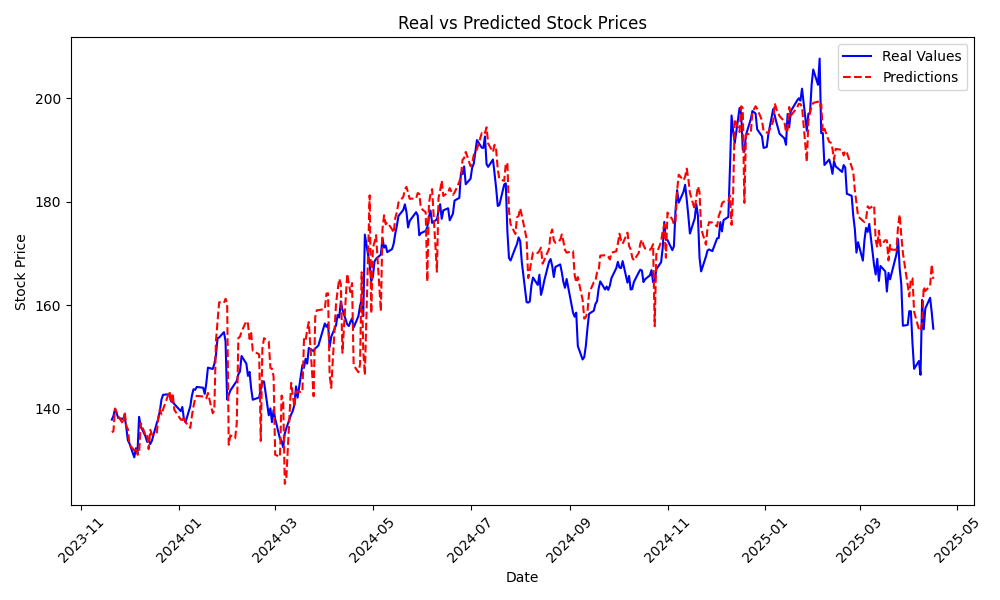 Real vs Predicted Stock Prices
Real Values
Predictions
Stock Price
200
180
160
140
2023-11
2024-01
2024-03
2024-05
2024-07
2024-09
2024-11
2025-01
2025-03
2025-05
Date